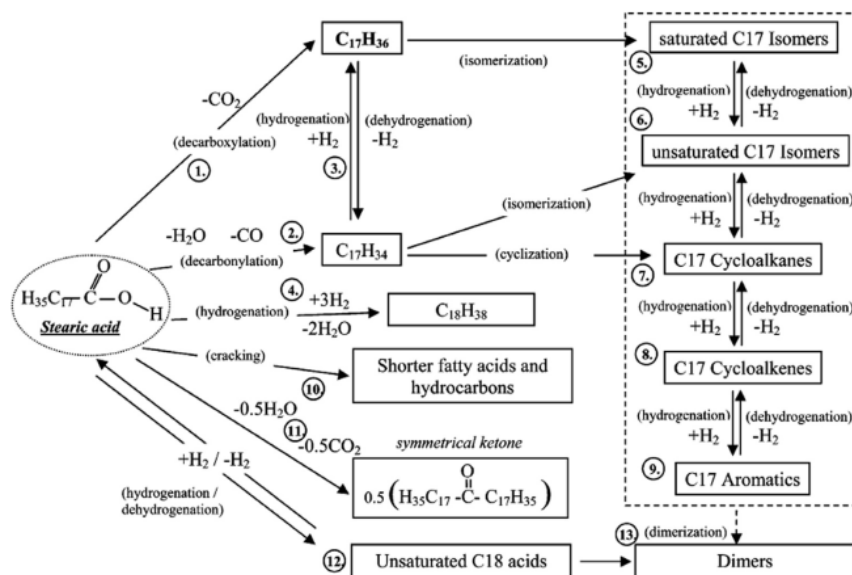 C₁₇H₃₆
saturated C17 Isomers
(isomerization)
5.
-CO₂
(decarboxylation)
1.
(hydrogenation)
+H₂
3.
(dehydrogenation)
-H₂
(hydrogenation)
+H₂
(dehydrogenation)
-H₂
6.
unsaturated C17 Isomers
(isomerization)
(hydrogenation)
+H₂
(dehydrogenation)
-H₂
-H₂O -CO
2.
(decarbonylation)
C₁₇H₃₄
(cyclization)
7.
C17 Cycloalkanes
O
H₃₅C₁₇ –C –O –H
Stearic acid
4.
(hydrogenation)
+3H₂
-2H₂O
C₁₈H₃₈
(hydrogenation)
+H₂
(dehydrogenation)
-H₂
(cracking)
10.
Shorter fatty acids and
hydrocarbons
8.
C17 Cycloalkenes
-0.5H₂O
11.
-0.5CO₂
symmetrical ketone
O
0.5 ( H₃₅C₁₇ -C- C₁₇H₃₅ )
(hydrogenation)
+H₂
(dehydrogenation)
-H₂
9.
C17 Aromatics
+H₂ / -H₂
(hydrogenation /
dehydrogenation)
12.
Unsaturated C18 acids
13.
(dimerization)
Dimers